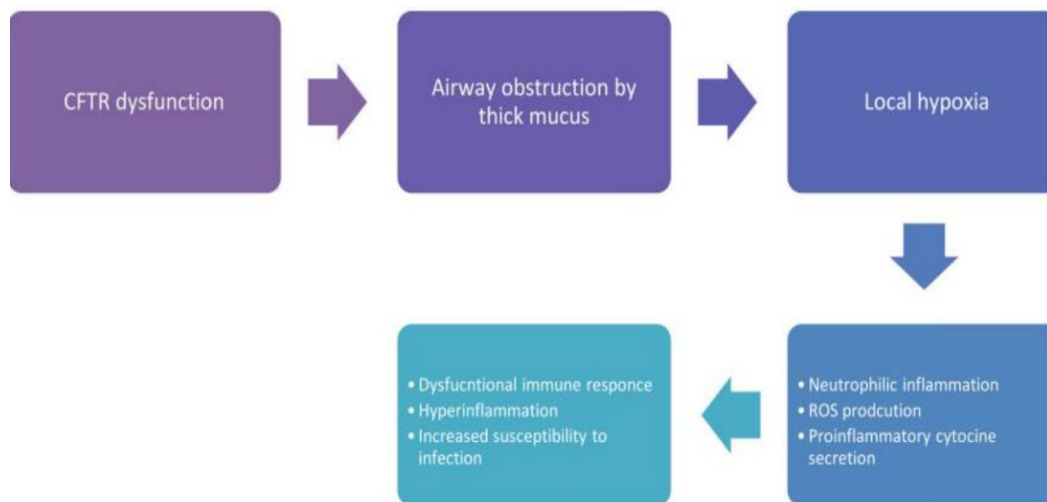 CFTR dysfunction
Airway obstruction by
thick mucus
Local hypoxia
• Neutrophilic inflammation
• ROS prodcution
• Proinflammatory cytocine
secretion
• Dysfucntional immune responce
• Hyperinflammation
• Increased susceptibility to
infection